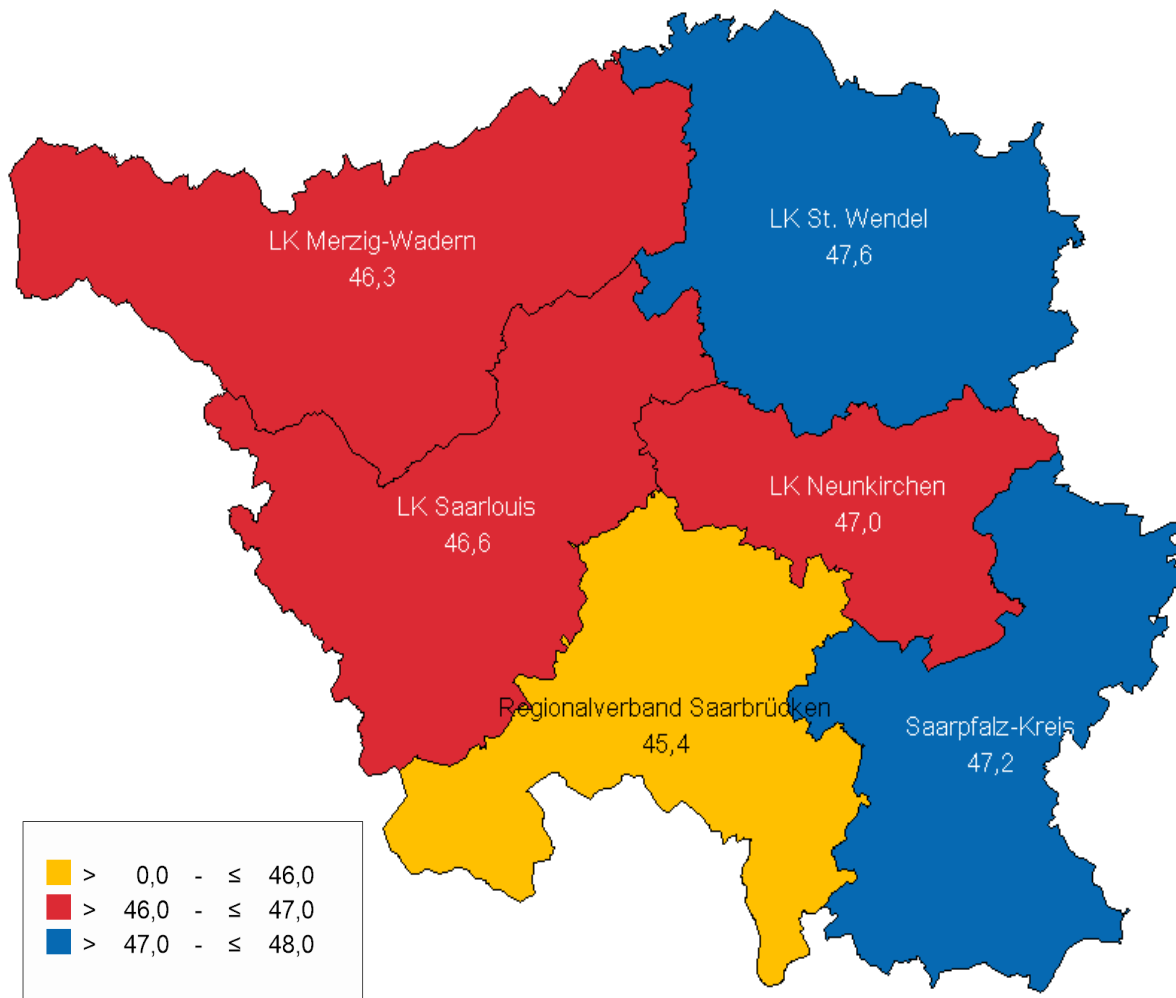 LK St. Wendel
47,6
LK Merzig-Wadern
46,3
LK Neunkirchen
47,0
LK Saarlouis
46,6
Regionalverband Saarbrücken
45,4
Saarpfalz-Kreis
47,2
> 0,0 - ≤ 46,0
> 46,0 - ≤ 47,0
> 47,0 - ≤ 48,0